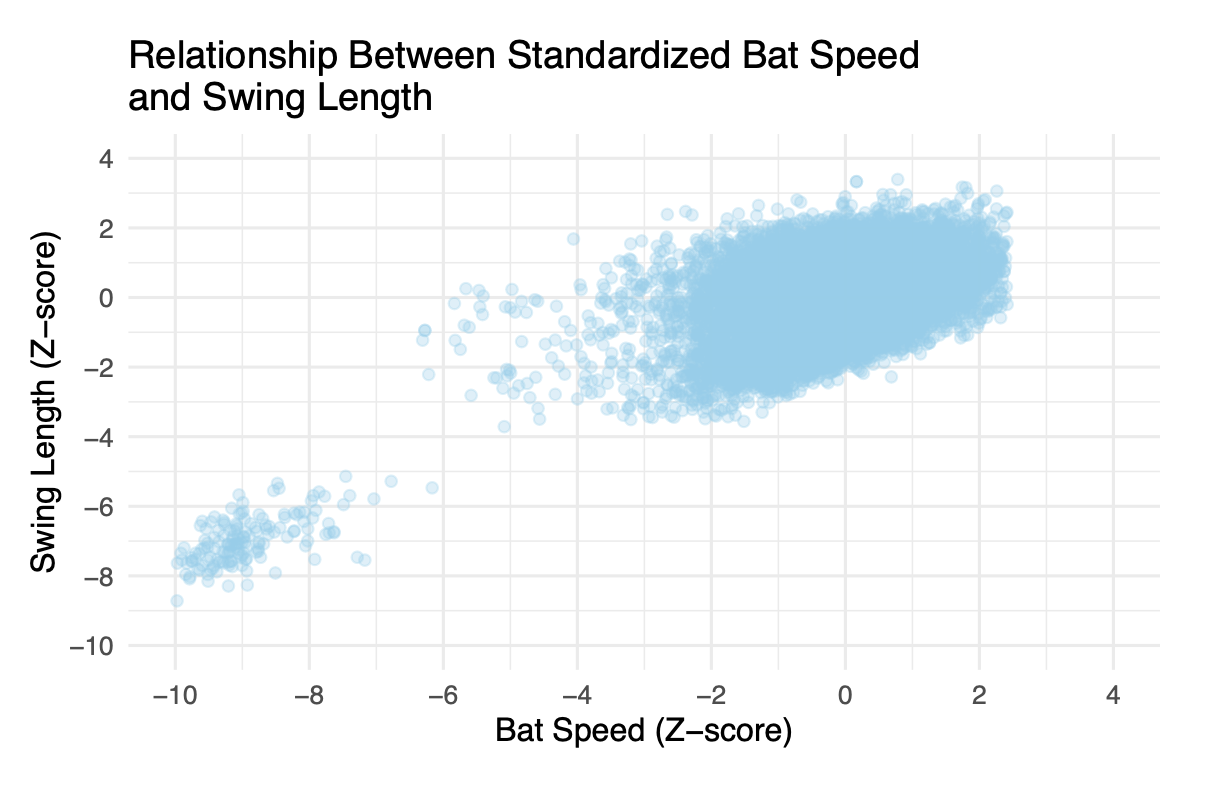 Relationship Between Standardized Bat Speed
and Swing Length
4
2
0
−2
−4
−6
−8
−10
Swing Length (Z−score)
−10 −8 −6 −4 −2 0 2 4
Bat Speed (Z−score)